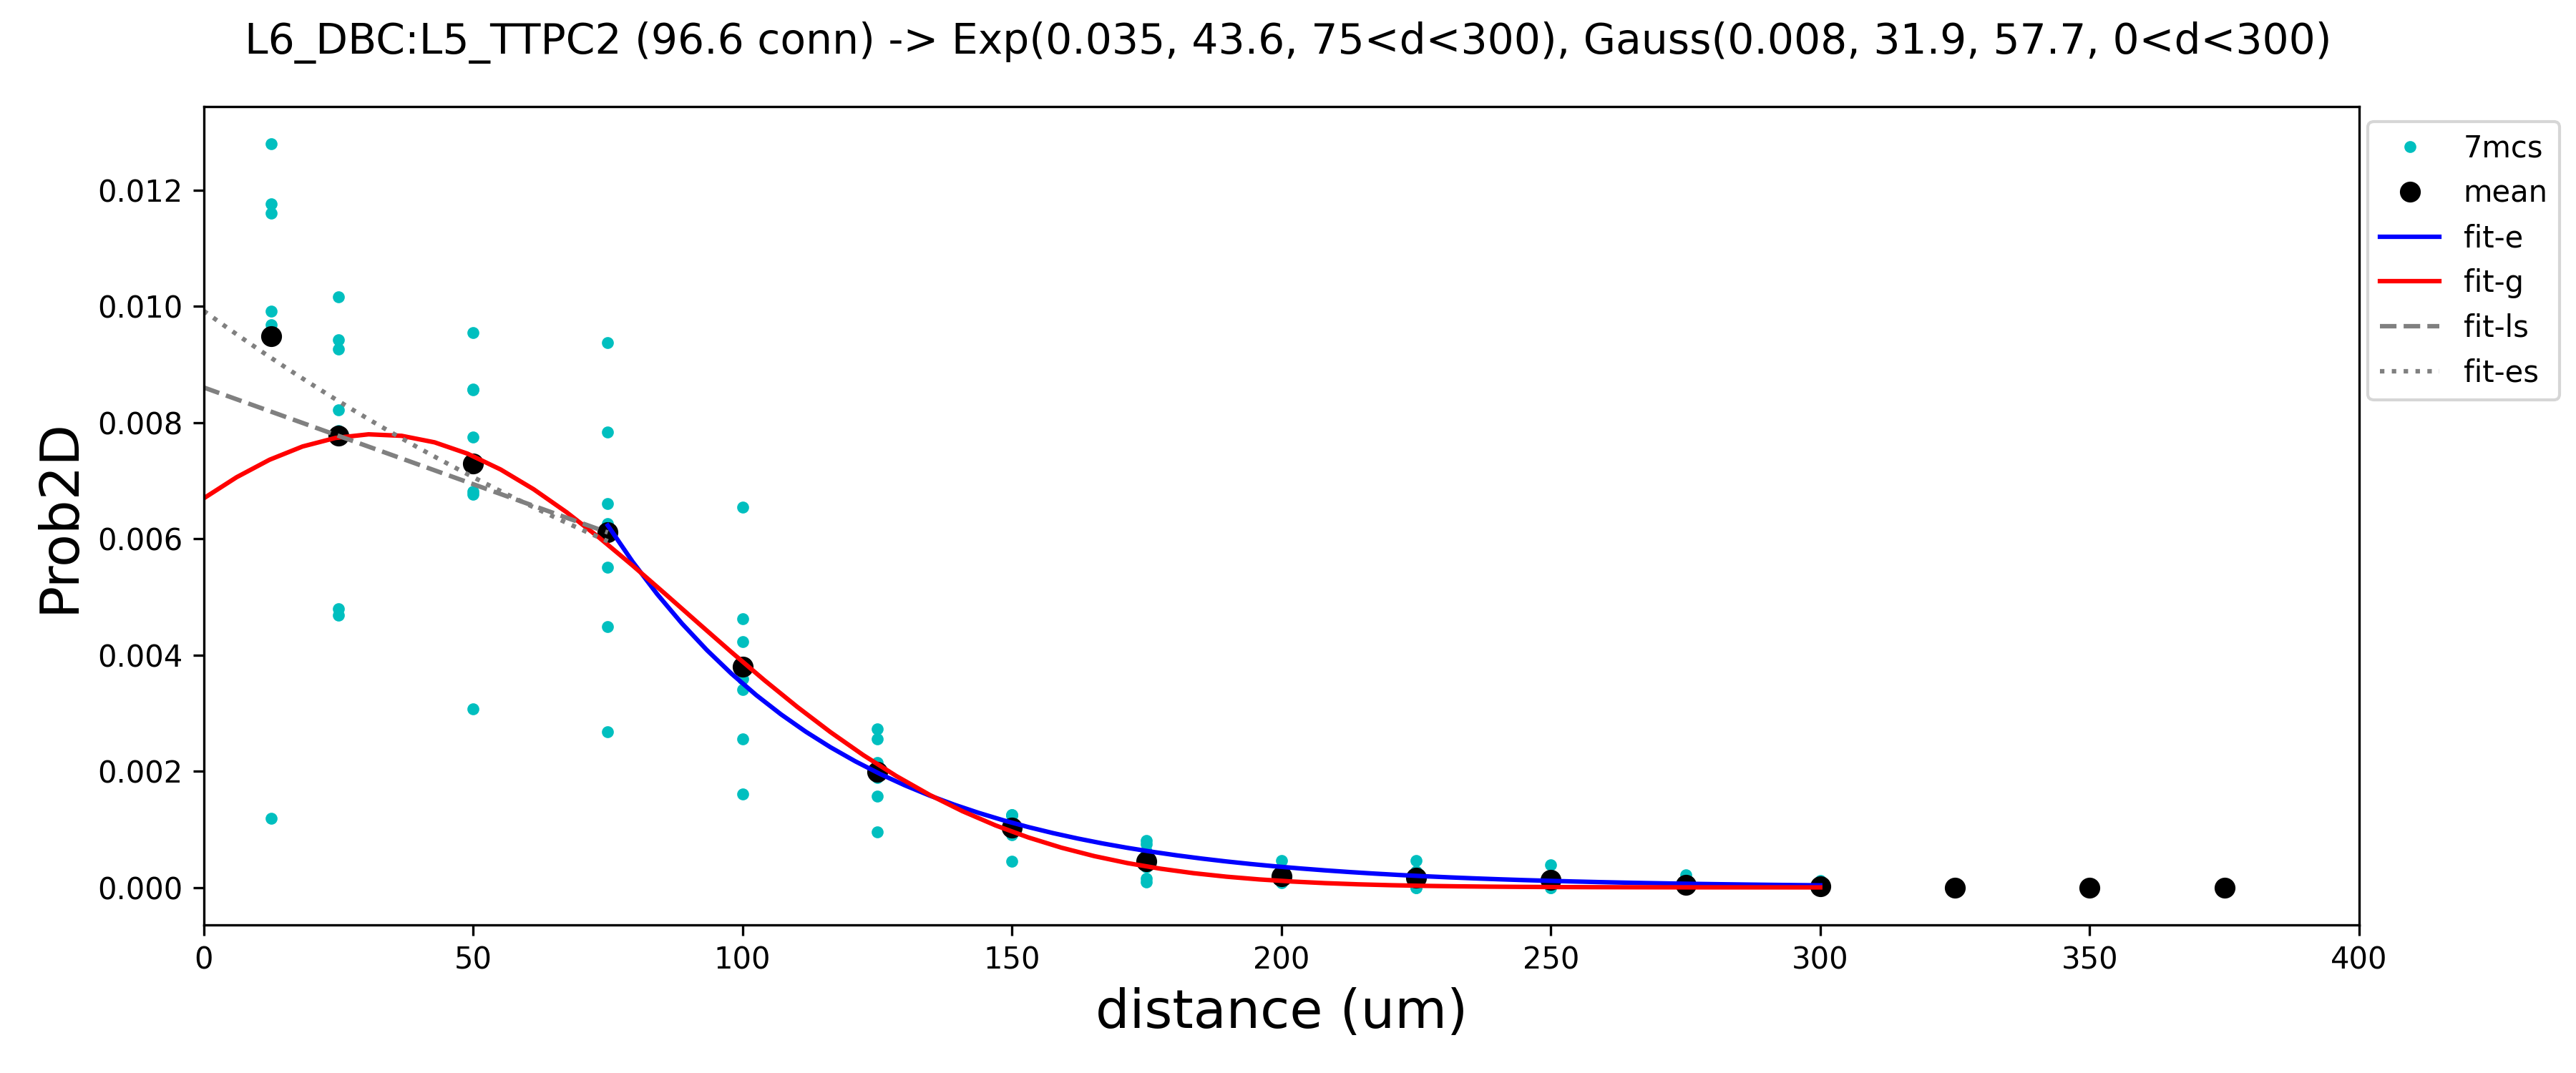 L6_DBC:L5_TTPC2 (96.6 conn) -> Exp(0.035, 43.6, 75<d<300), Gauss(0.008, 31.9, 57.7, 0<d<300)
7mcs
mean
fit-e
fit-g
fit-ls
fit-es
Prob2D
0.012
0.010
0.008
0.006
0.004
0.002
0.000
0 50 100 150 200 250 300 350 400
distance (um)